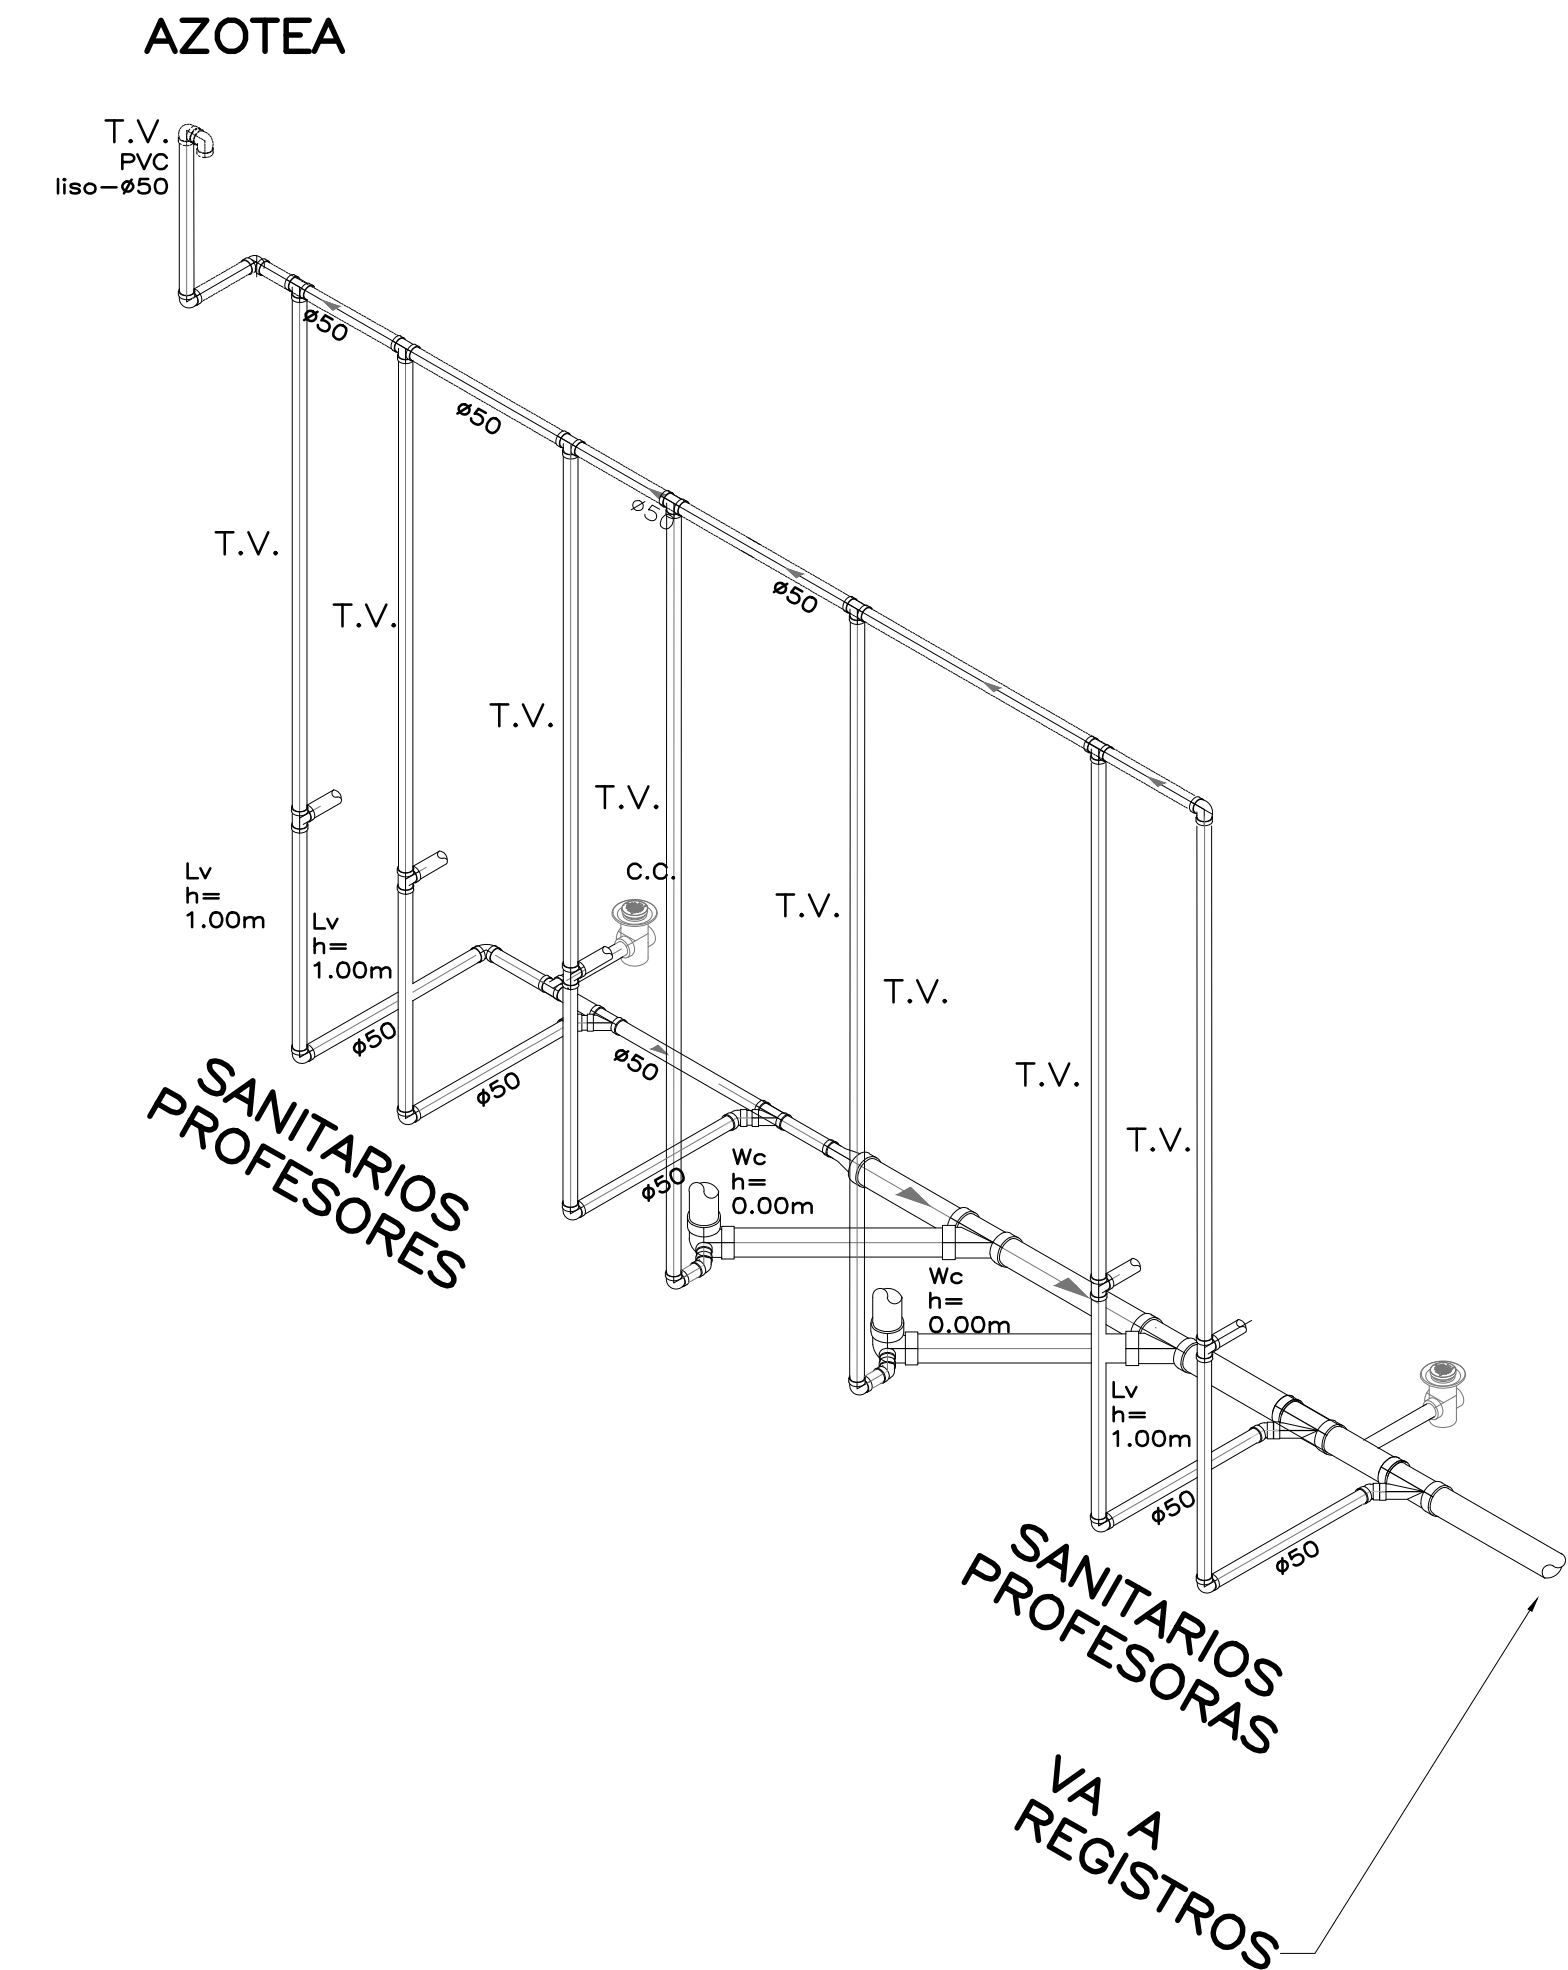 AZOTEA
T.V.
PVC
liso-ø50
ø50
ø50
ø50
ø50
T.V.
T.V.
T.V.
T.V.
C.C.
Lv
h=
1.00m
Lv
h=
1.00m
T.V.
T.V.
T.V.
T.V.
ø50
ø50
ø50
ø50
SANITARIOS
PROFESORES
Wc
h=
0.00m
Wc
h=
0.00m
Lv
h=
1.00m
ø50
ø50
SANITARIOS
PROFESORAS
VA A
REGISTROS